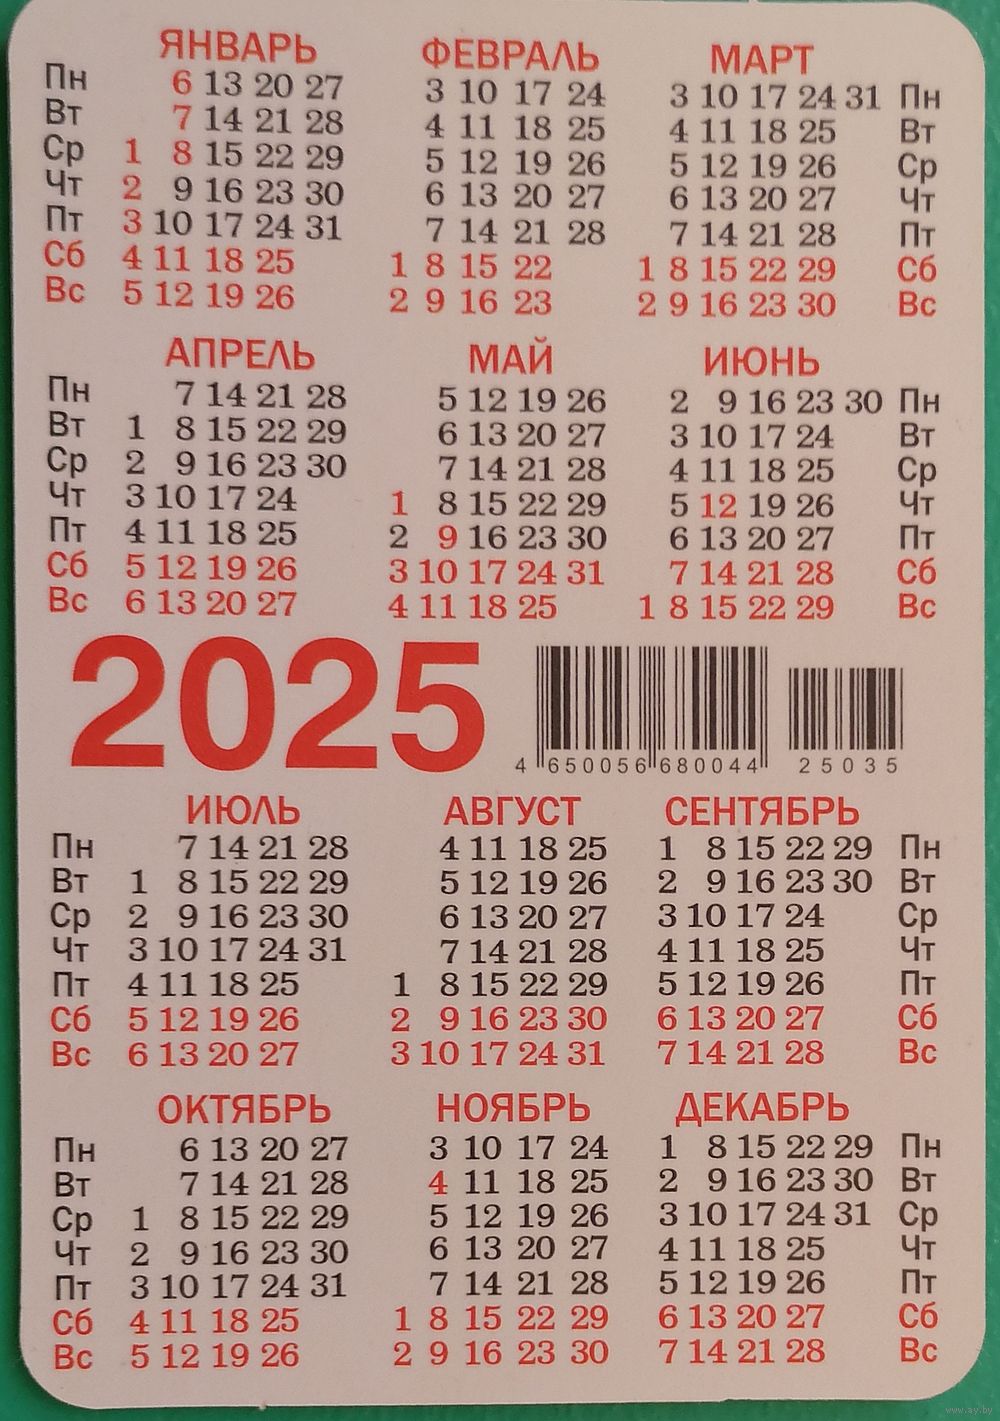 ЯНВАРЬ ФЕВРАЛЬ МАРТ
Пн 6 13 20 27 3 10 17 24 3 10 17 24 31 Пн
Вт 7 14 21 28 4 11 18 25 4 11 18 25 Вт
Ср 1 8 15 22 29 5 12 19 26 5 12 19 26 Ср
Чт 2 9 16 23 30 6 13 20 27 6 13 20 27 Чт
Пт 3 10 17 24 31 7 14 21 28 7 14 21 28 Пт
Сб 4 11 18 25 1 8 15 22 1 8 15 22 29 Сб
Вс 5 12 19 26 2 9 16 23 2 9 16 23 30 Вс
АПРЕЛЬ МАЙ ИЮНЬ
Пн 7 14 21 28 5 12 19 26 2 9 16 23 30 Пн
Вт 1 8 15 22 29 6 13 20 27 3 10 17 24 Вт
Ср 2 9 16 23 30 7 14 21 28 4 11 18 25 Ср
Чт 3 10 17 24 1 8 15 22 29 5 12 19 26 Чт
Пт 4 11 18 25 2 9 16 23 30 6 13 20 27 Пт
Сб 5 12 19 26 3 10 17 24 31 7 14 21 28 Сб
Вс 6 13 20 27 4 11 18 25 1 8 15 22 29 Вс
2025 4 650056 680044 25035
ИЮЛЬ АВГУСТ СЕНТЯБРЬ
Пн 7 14 21 28 4 11 18 25 1 8 15 22 29 Пн
Вт 1 8 15 22 29 5 12 19 26 2 9 16 23 30 Вт
Ср 2 9 16 23 30 6 13 20 27 3 10 17 24 Ср
Чт 3 10 17 24 31 7 14 21 28 4 11 18 25 Чт
Пт 4 11 18 25 1 8 15 22 29 5 12 19 26 Пт
Сб 5 12 19 26 2 9 16 23 30 6 13 20 27 Сб
Вс 6 13 20 27 3 10 17 24 31 7 14 21 28 Вс
ОКТЯБРЬ НОЯБРЬ ДЕКАБРЬ
Пн 6 13 20 27 3 10 17 24 1 8 15 22 29 Пн
Вт 7 14 21 28 4 11 18 25 2 9 16 23 30 Вт
Ср 1 8 15 22 29 5 12 19 26 3 10 17 24 31 Ср
Чт 2 9 16 23 30 6 13 20 27 4 11 18 25 Чт
Пт 3 10 17 24 31 7 14 21 28 5 12 19 26 Пт
Сб 4 11 18 25 1 8 15 22 29 6 13 20 27 Сб
Вс 5 12 19 26 2 9 16 23 30 7 14 21 28 Вс
www.ay.by